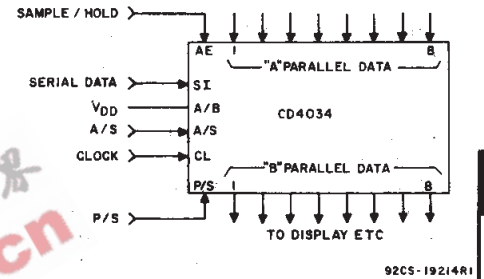 SAMPLE / HOLD
AE 1 8
"A" PARALLEL DATA
SERIAL DATA SI
VDD A/B
CD4034
A/S A/S
CLOCK CL
"B" PARALLEL DATA
P/S 1 8
P/S
TO DISPLAY ETC
92CS-19214R1
cn